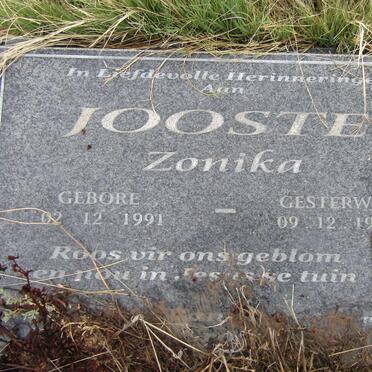 In Liefdevolle Herinnering
Aan
JOOSTE
Zonika
GEBORE GESTERW
02.12.1991 - 09.12.19
Roos vir ons geblom
en nou in Jesus se tuin